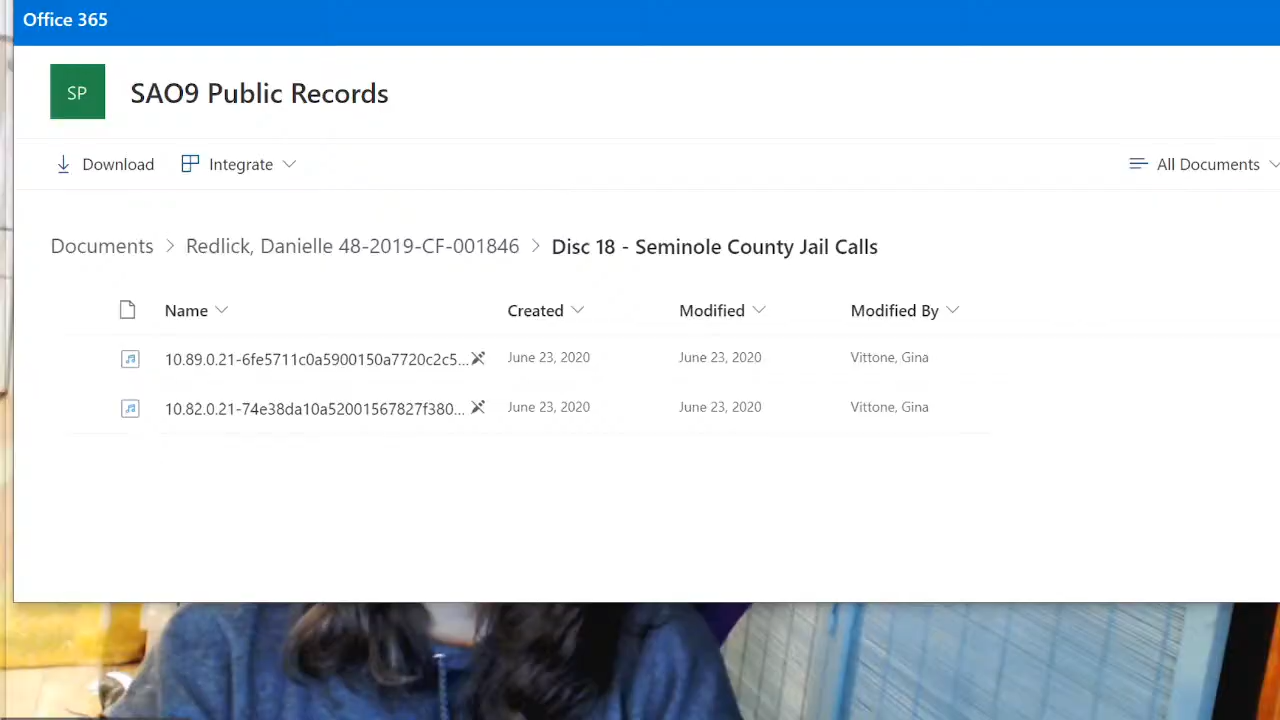 Office 365
SP
SAO9 Public Records
Download Integrate All Documents
Documents > Redlick, Danielle 48-2019-CF-001846 > Disc 18 - Seminole County Jail Calls
Name Created Modified Modified By
10.89.0.21-6fe5711c0a5900150a7720c2c5... June 23, 2020 June 23, 2020 Vittone, Gina
10.82.0.21-74e38da10a52001567827f380... June 23, 2020 June 23, 2020 Vittone, Gina